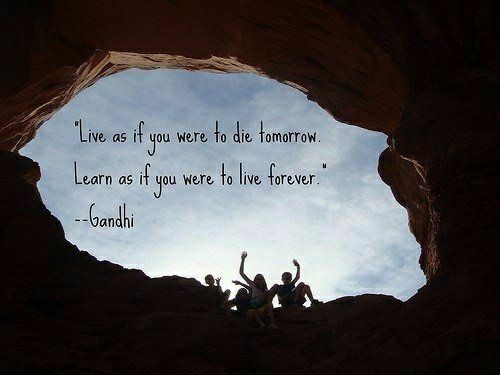 "Live as if you were to die tomorrow.
Learn as if you were to live forever."
--Gandhi